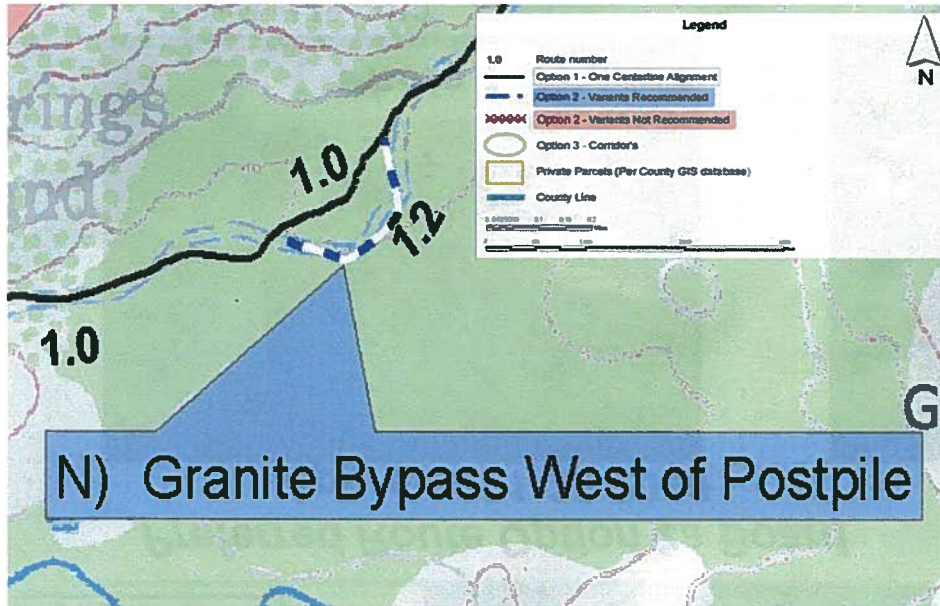 Legend
N
1.0 Route number
Option 1 - One Centerline Alignment
Option 2 - Variants Recommended
Option 2 - Variants Not Recommended
Option 3 - Corridor's
Private Parcels (Per County GIS database)
County Line
1.0
1.2
1.0
G
N) Granite Bypass West of Postpile